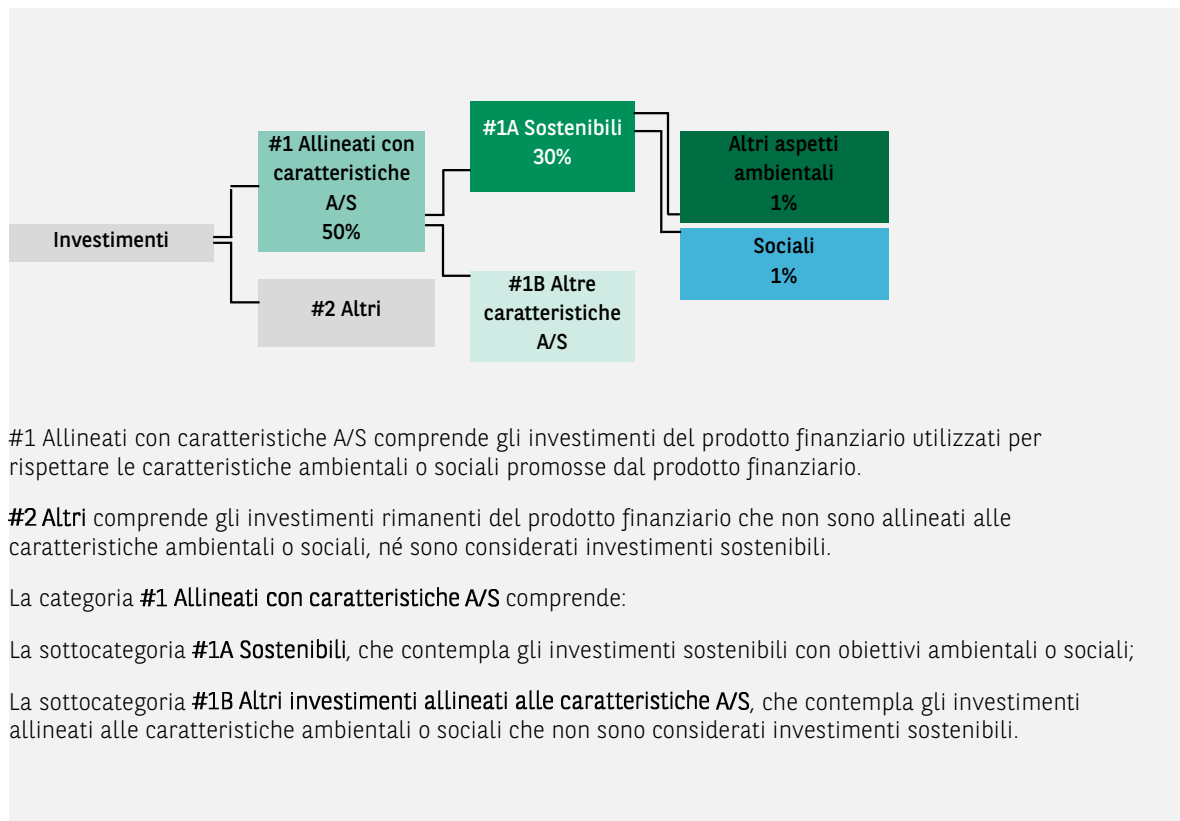 #1A Sostenibili
30%
#1 Allineati con
caratteristiche
A/S
50%
Altri aspetti
ambientali
1%
Investimenti
Sociali
1%
#2 Altri
#1B Altre
caratteristiche
A/S
#1 Allineati con caratteristiche A/S comprende gli investimenti del prodotto finanziario utilizzati per
rispettare le caratteristiche ambientali o sociali promosse dal prodotto finanziario.
#2 Altri comprende gli investimenti rimanenti del prodotto finanziario che non sono allineati alle
caratteristiche ambientali o sociali, né sono considerati investimenti sostenibili.
La categoria #1 Allineati con caratteristiche A/S comprende:
La sottocategoria #1A Sostenibili, che contempla gli investimenti sostenibili con obiettivi ambientali o sociali;
La sottocategoria #1B Altri investimenti allineati alle caratteristiche A/S, che contempla gli investimenti
allineati alle caratteristiche ambientali o sociali che non sono considerati investimenti sostenibili.